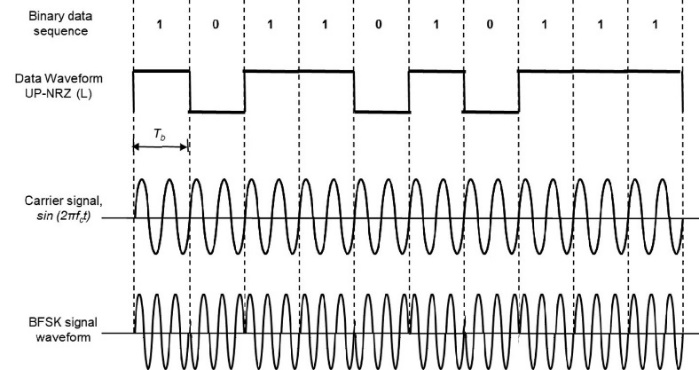 Binary data
sequence
1 0 1 1 0 1 0 1 1 1
Data Waveform
UP-NRZ (L)
T_b
Carrier signal,
sin (2πf_ct)
BFSK signal
waveform